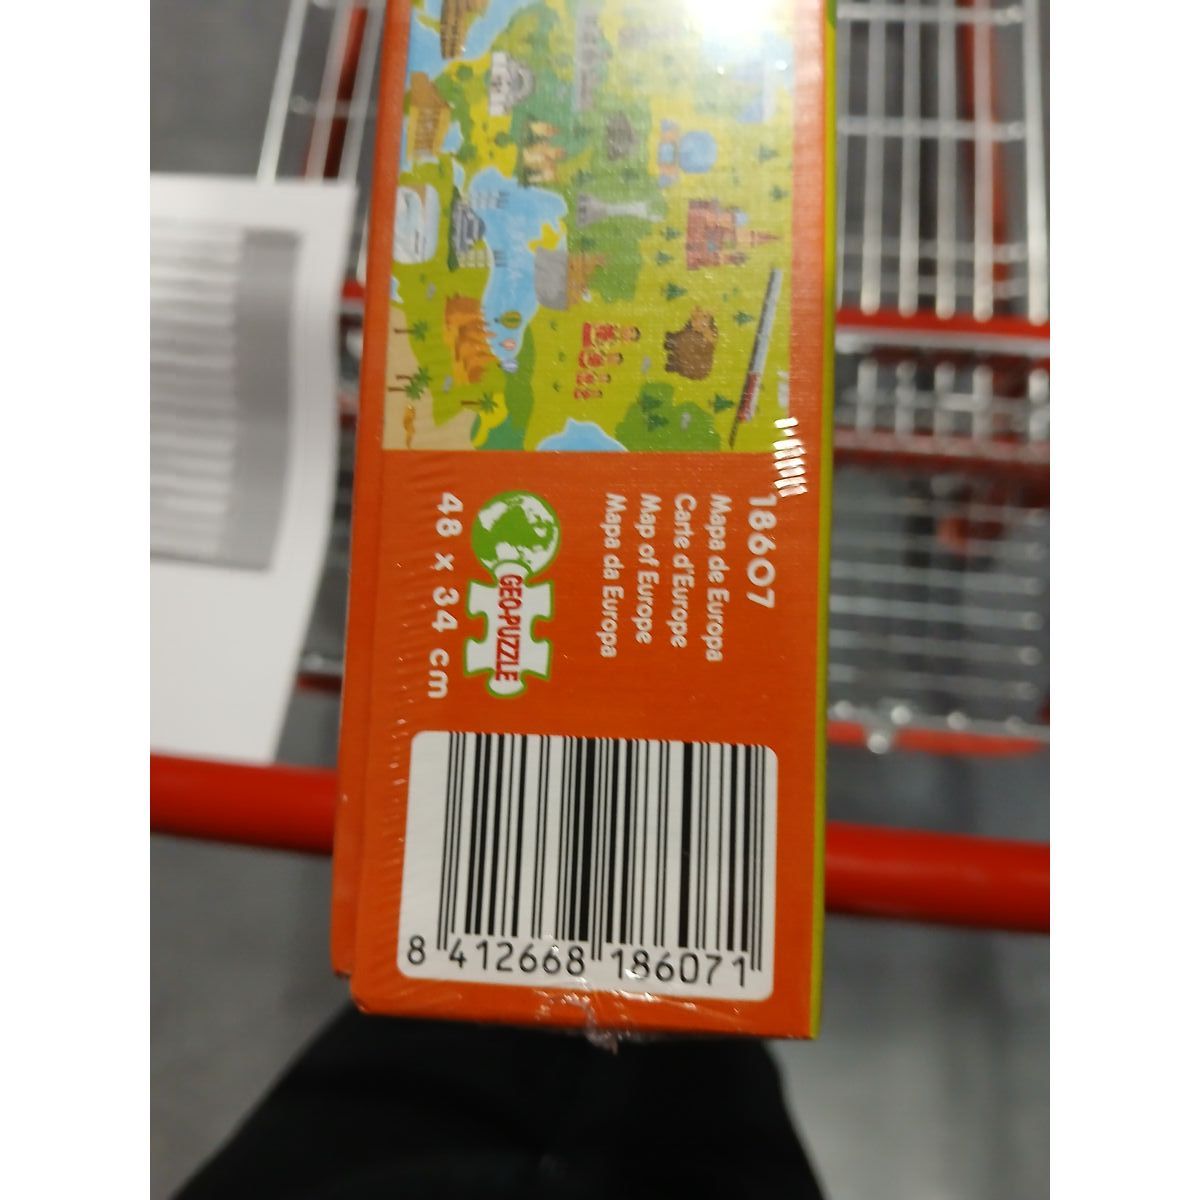 18607
Mapa de Europa
Carte d'Europe
Map of Europe
Mapa da Europa
GEO-PUZZLE
48 x 34 cm
8 412668 186071